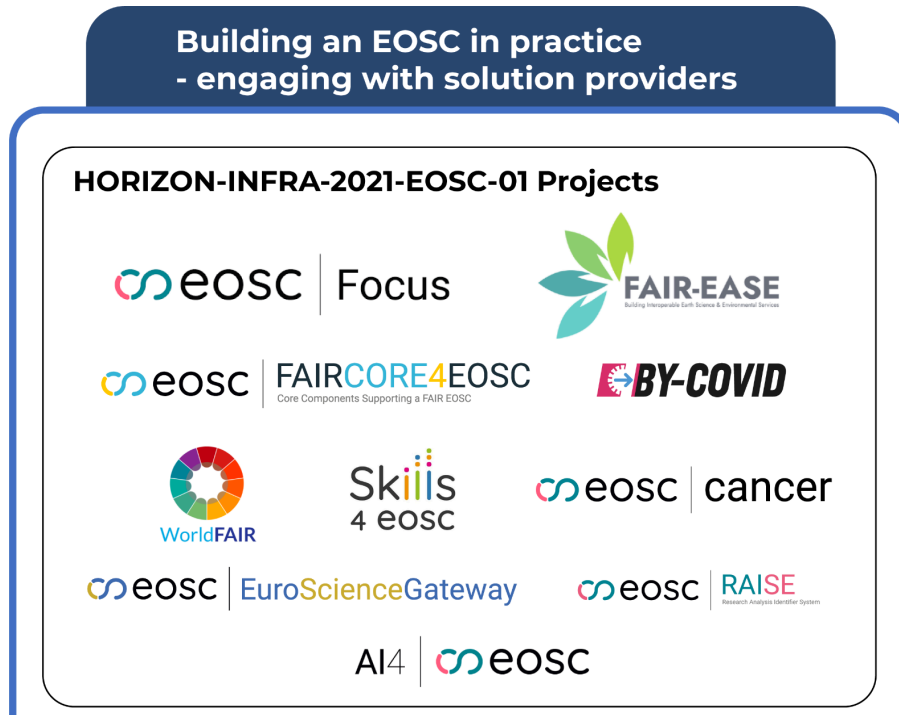 Building an EOSC in practice
- engaging with solution providers
HORIZON-INFRA-2021-EOSC-01 Projects
eosc | Focus
FAIR-EASE
Building Interoperable Earth Science & Environmental Services
eosc | FAIRCORE4EOSC
Core Components Supporting a FAIR EOSC
BY-COVID
WorldFAIR
Skills
4 eosc
eosc | cancer
eosc | EuroScienceGateway
eosc | RAISE
Research Analysis Identifier System
AI4 | eosc